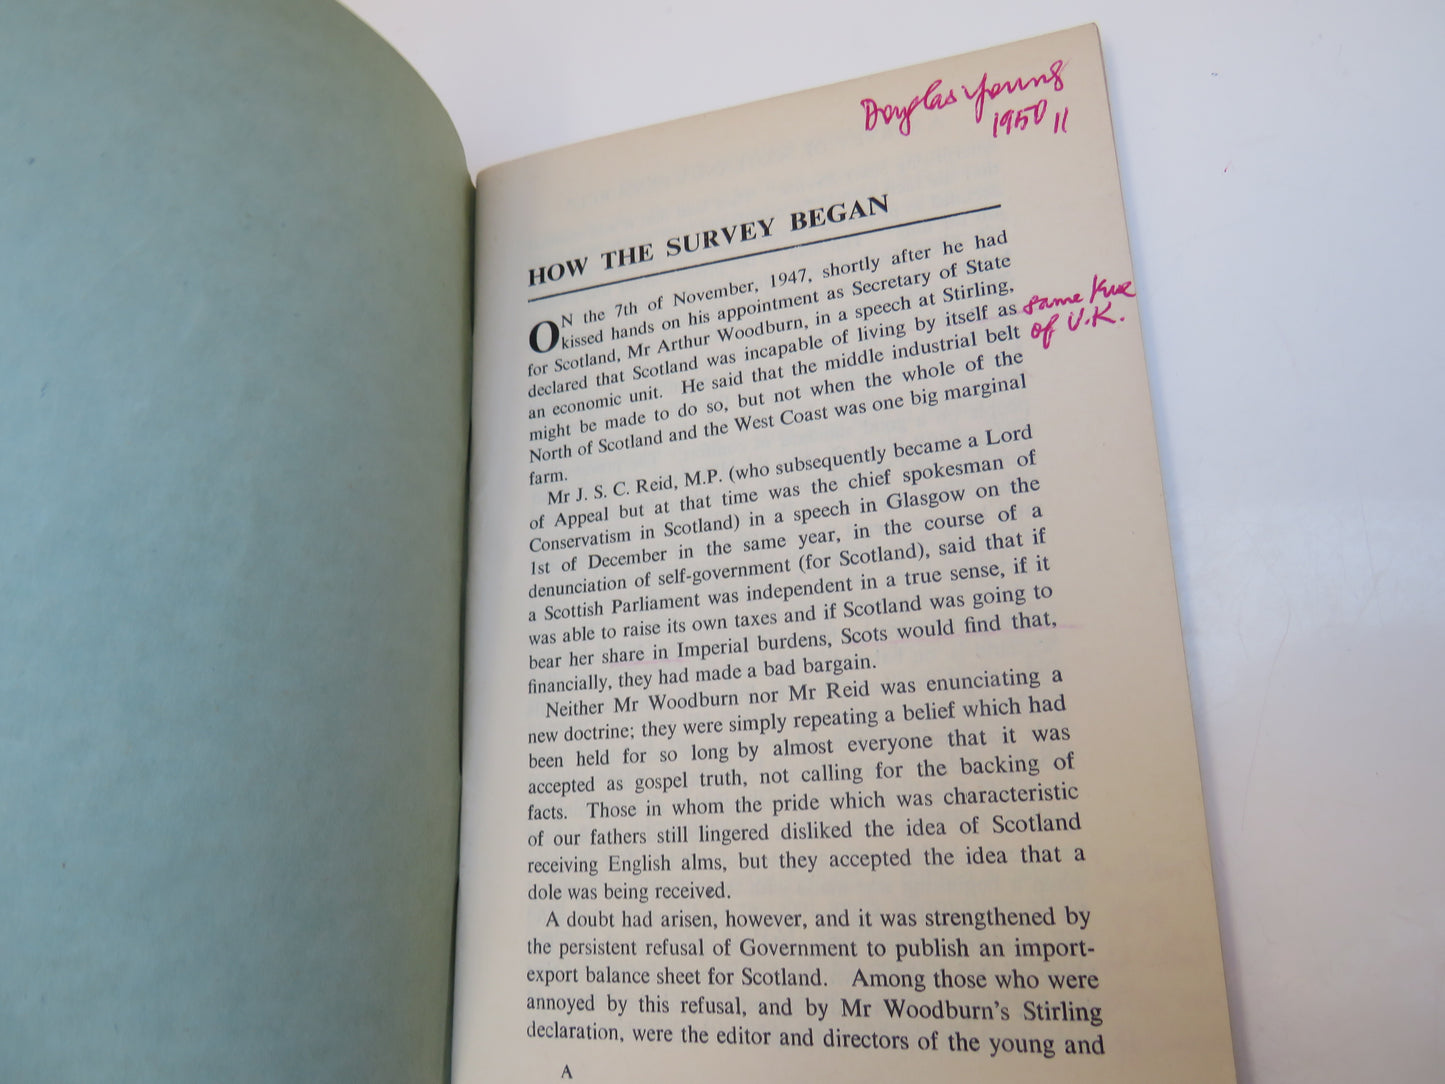 Douglas Young
1950 11
HOW THE SURVEY BEGAN
ON the 7th of November, 1947, shortly after he had
kissed hands on his appointment as Secretary of State
for Scotland, Mr Arthur Woodburn, in a speech at Stirling,
declared that Scotland was incapable of living by itself as
an economic unit. He said that the middle industrial belt
might be made to do so, but not when the whole of the
North of Scotland and the West Coast was one big marginal
farm.
same true
of U.K.
Mr J. S. C. Reid, M.P. (who subsequently became a Lord
of Appeal but at that time was the chief spokesman of
Conservatism in Scotland) in a speech in Glasgow on the
1st of December in the same year, in the course of a
denunciation of self-government (for Scotland), said that if
a Scottish Parliament was independent in a true sense, if it
was able to raise its own taxes and if Scotland was going to
bear her share in Imperial burdens, Scots would find that,
financially, they had made a bad bargain.
Neither Mr Woodburn nor Mr Reid was enunciating a
new doctrine; they were simply repeating a belief which had
been held for so long by almost everyone that it was
accepted as gospel truth, not calling for the backing of
facts. Those in whom the pride which was characteristic
of our fathers still lingered disliked the idea of Scotland
receiving English alms, but they accepted the idea that a
dole was being received.
A doubt had arisen, however, and it was strengthened by
the persistent refusal of Government to publish an import-
export balance sheet for Scotland. Among those who were
annoyed by this refusal, and by Mr Woodburn's Stirling
declaration, were the editor and directors of the young and
A